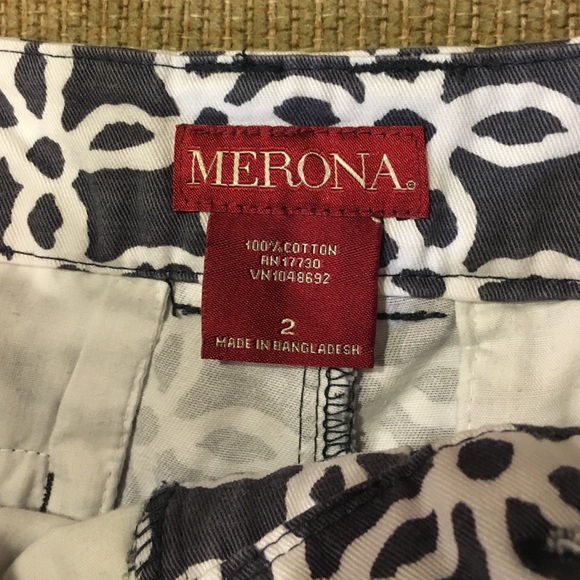 MERONA®
100% COTTON
RN 17730
VN1048692
2
MADE IN BANGLADESH